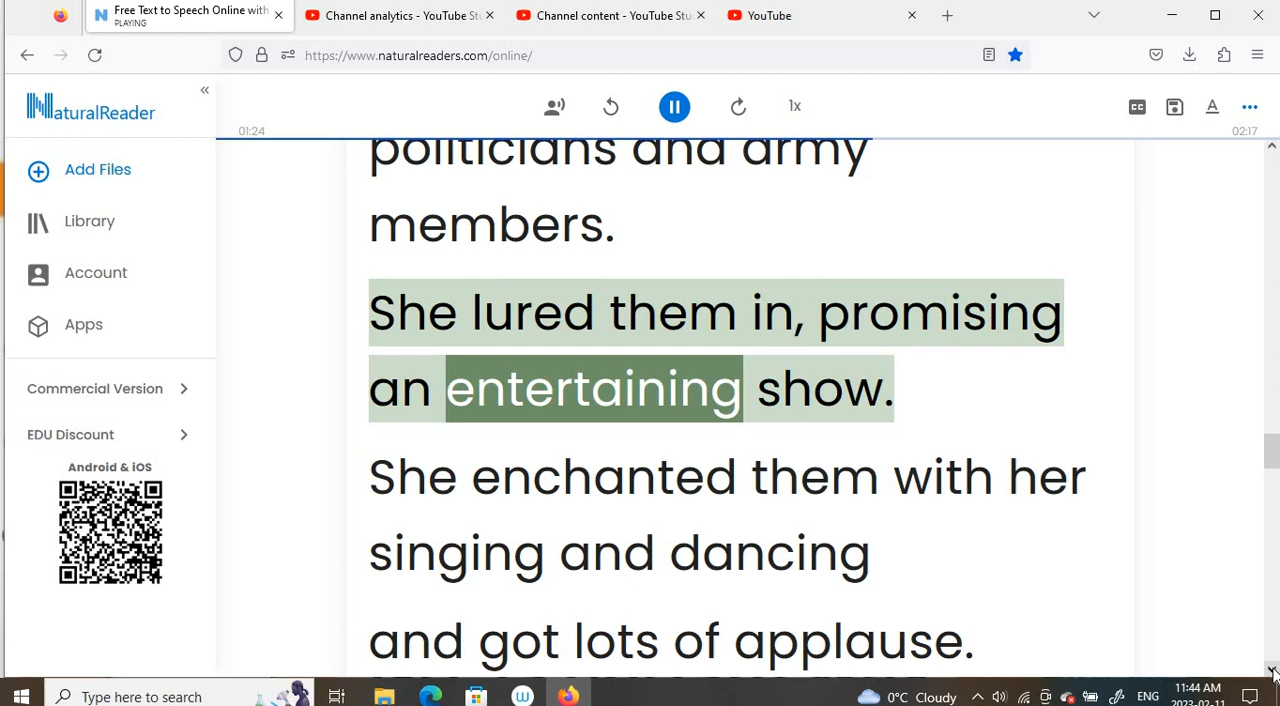 Free Text to Speech Online with
PLAYING
Channel analytics - YouTube St
Channel content - YouTube Stu
YouTube
https://www.naturalreaders.com/online/
NaturalReader
«
1x
CC
A
01:24
02:17
Add Files
Library
Account
Apps
Commercial Version
EDU Discount
Android & iOS
politicians and army
members.
She lured them in, promising
an entertaining show.
She enchanted them with her
singing and dancing
and got lots of applause.
Type here to search
0°C Cloudy
ENG
11:44 AM
2023-02-11